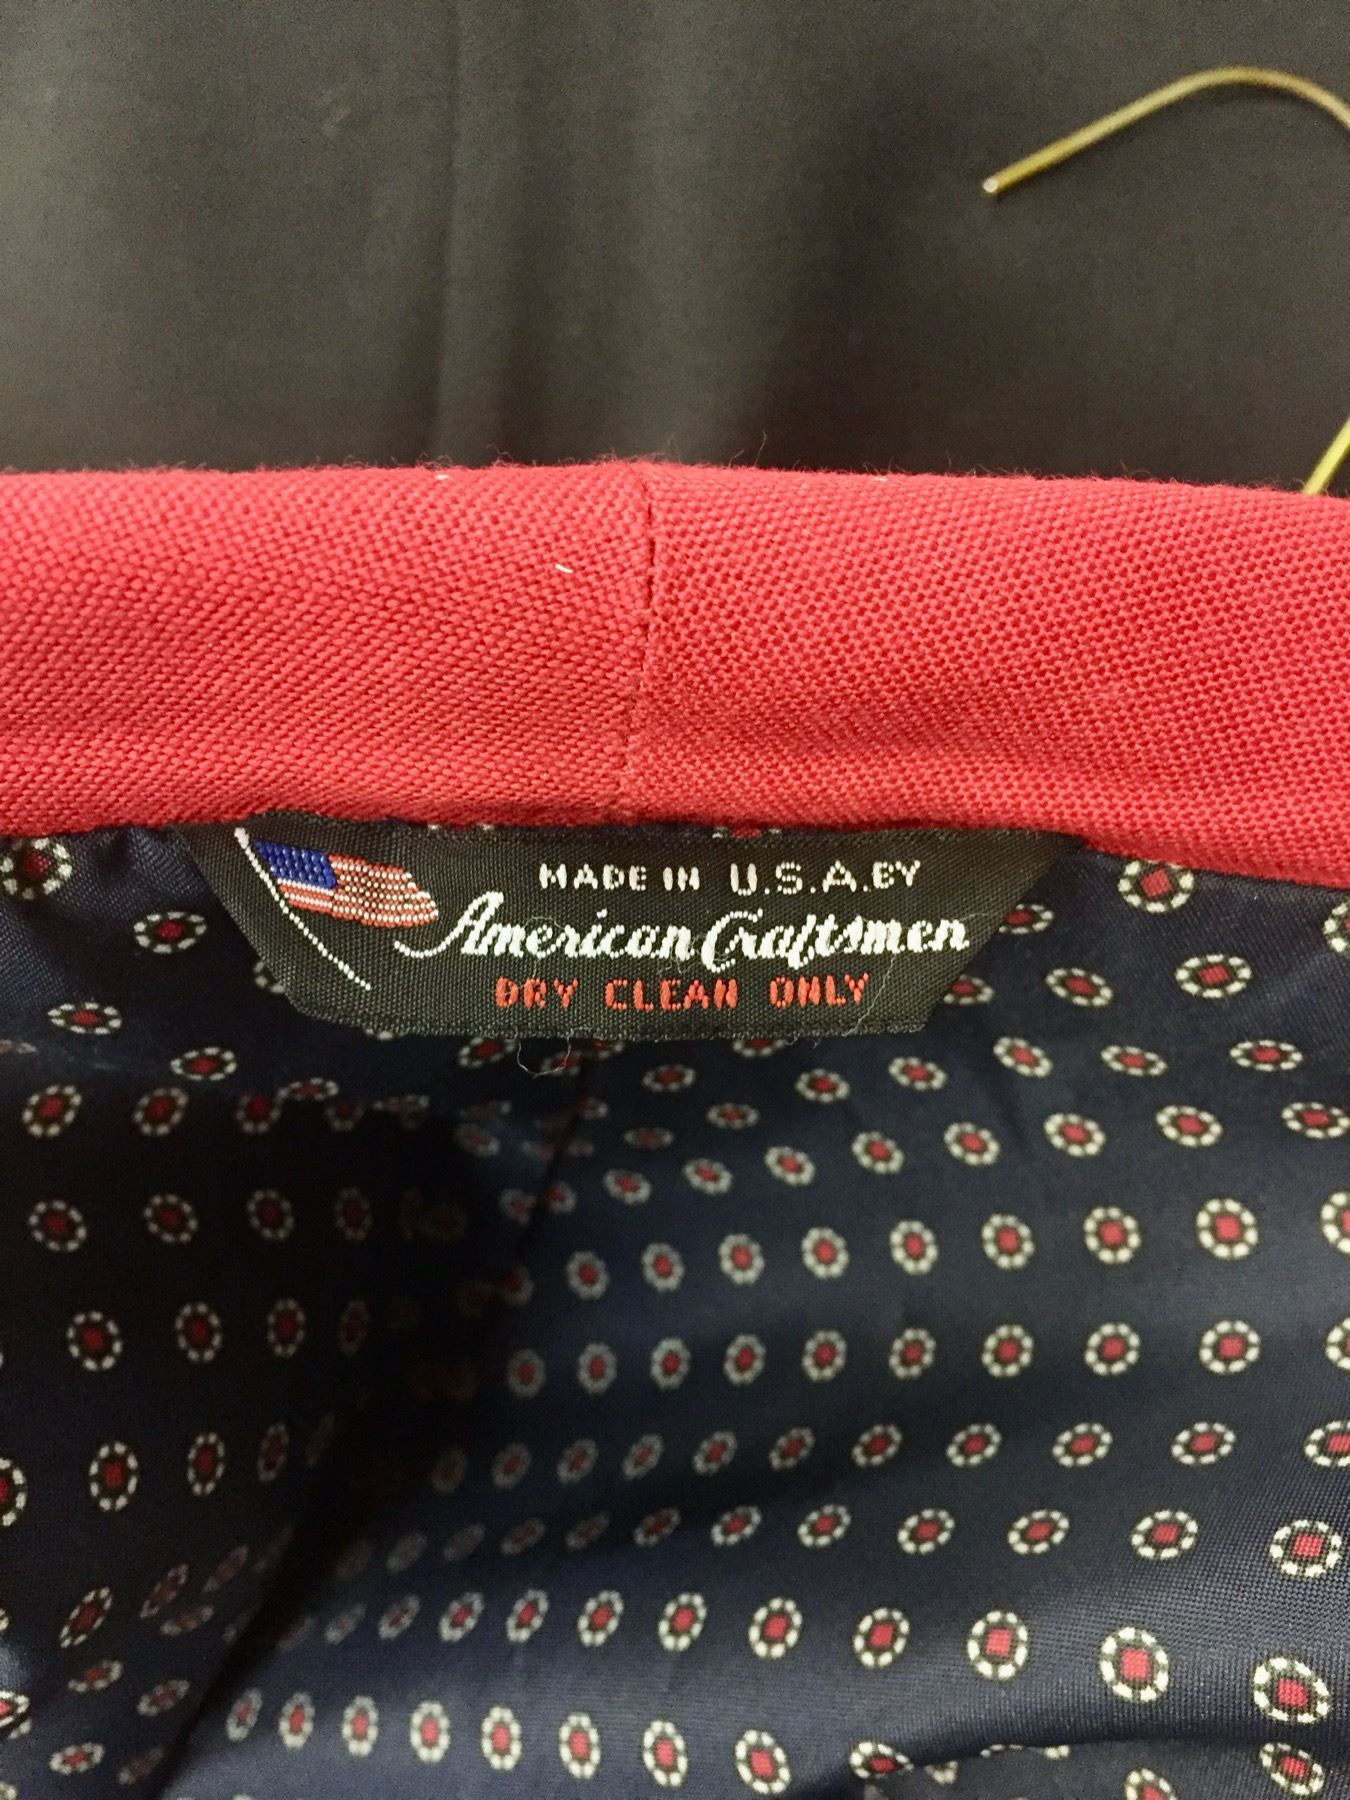 MADE IN U.S.A. BY
American Craftsmen
DRY CLEAN ONLY